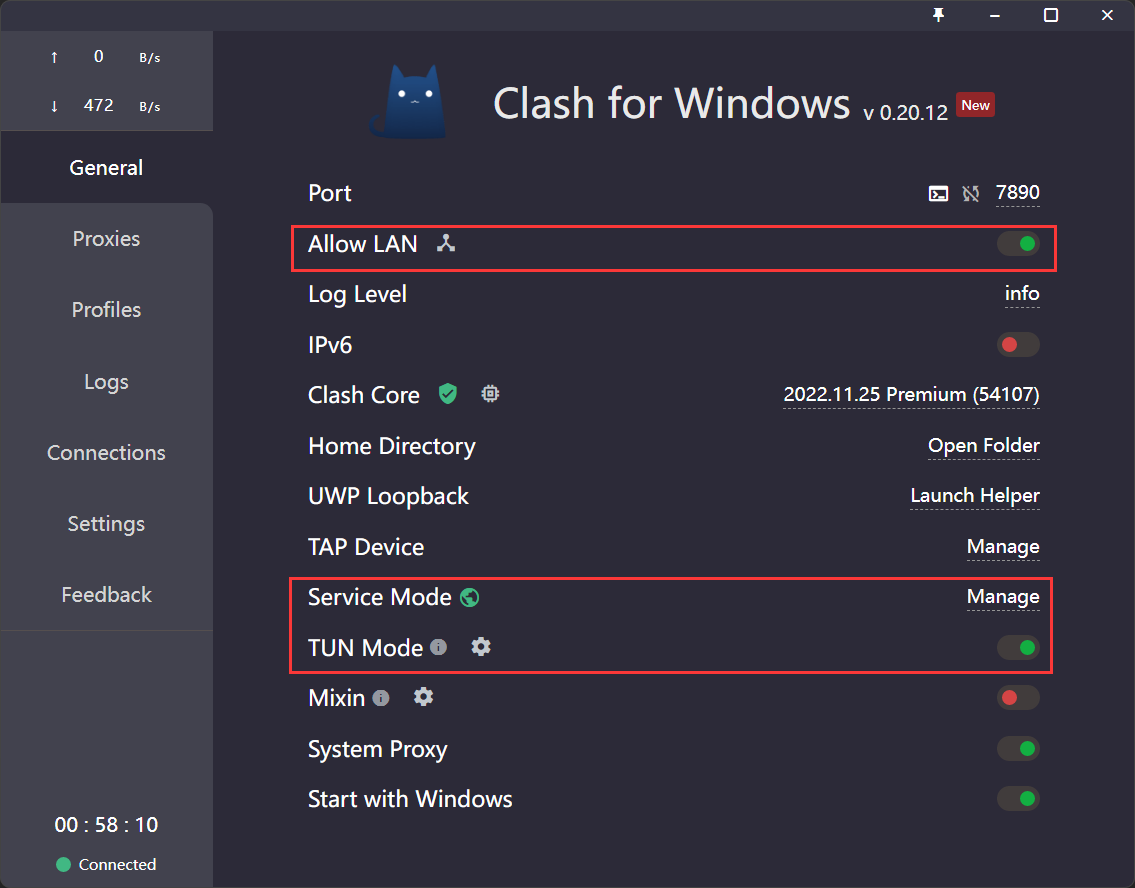 ↑ 0 B/s
↓ 472 B/s
General
Proxies
Profiles
Logs
Connections
Settings
Feedback
00 : 58 : 10
Connected
Clash for Windows v 0.20.12 New
Port 7890
Allow LAN
Log Level info
IPv6
Clash Core 2022.11.25 Premium (54107)
Home Directory Open Folder
UWP Loopback Launch Helper
TAP Device Manage
Service Mode Manage
TUN Mode
Mixin
System Proxy
Start with Windows